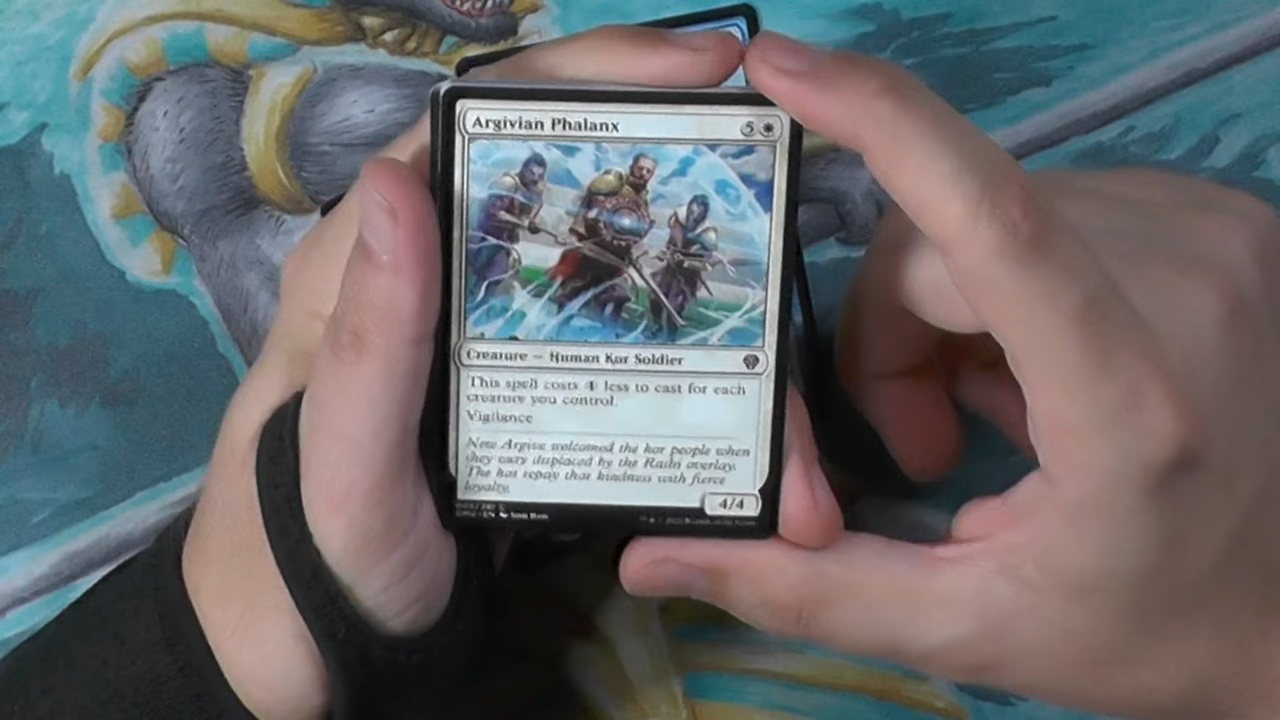 Argivian Phalanx 5
Creature — Human Kor Soldier
This spell costs 1 less to cast for each
creature you control.
Vigilance
New Argive welcomed the kor people when
they were displaced by the Rathi overlay.
The kor repay that kindness with fierce
loyalty.
4/4